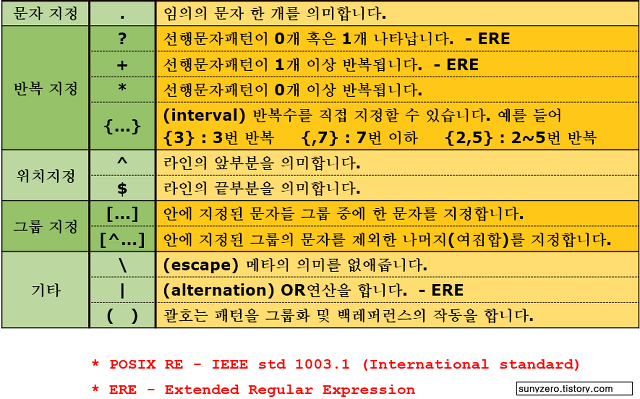 문자 지정 . 임의의 문자 한 개를 의미합니다.
반복 지정 ? 선행문자패턴이 0개 혹은 1개 나타납니다. - ERE
+ 선행문자패턴이 1개 이상 반복됩니다. - ERE
* 선행문자패턴이 0개 이상 반복됩니다.
{...} (interval) 반복수를 직접 지정할 수 있습니다. 예를 들어
{3} : 3번 반복 {,7} : 7번 이하 {2,5} : 2~5번 반복
위치지정 ^ 라인의 앞부분을 의미합니다.
$ 라인의 끝부분을 의미합니다.
그룹 지정 [...] 안에 지정된 문자들 그룹 중에 한 문자를 지정합니다.
[^...] 안에 지정된 그룹의 문자를 제외한 나머지(여집합)를 지정합니다.
기타 \ (escape) 메타의 의미를 없애줍니다.
| (alternation) OR연산을 합니다. - ERE
( ) 괄호는 패턴을 그룹화 및 백레퍼런스의 작동을 합니다.
* POSIX RE - IEEE std 1003.1 (International standard)
* ERE - Extended Regular Expression
sunyzero.tistory.com